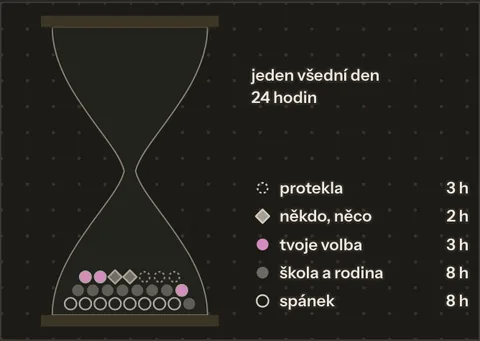 jeden všední den
24 hodin
protekla 3 h
někdo, něco 2 h
tvoje volba 3 h
škola a rodina 8 h
spánek 8 h